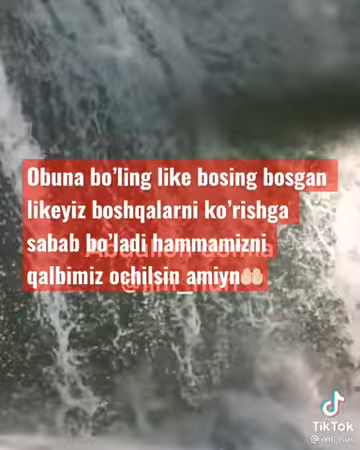 Obuna bo’ling like bosing bosgan
likeyiz boshqalarni ko’rishga
sabab bo’ladi hammamizni
qalbimiz ochilsin amiyn🤲🏼
TikTok